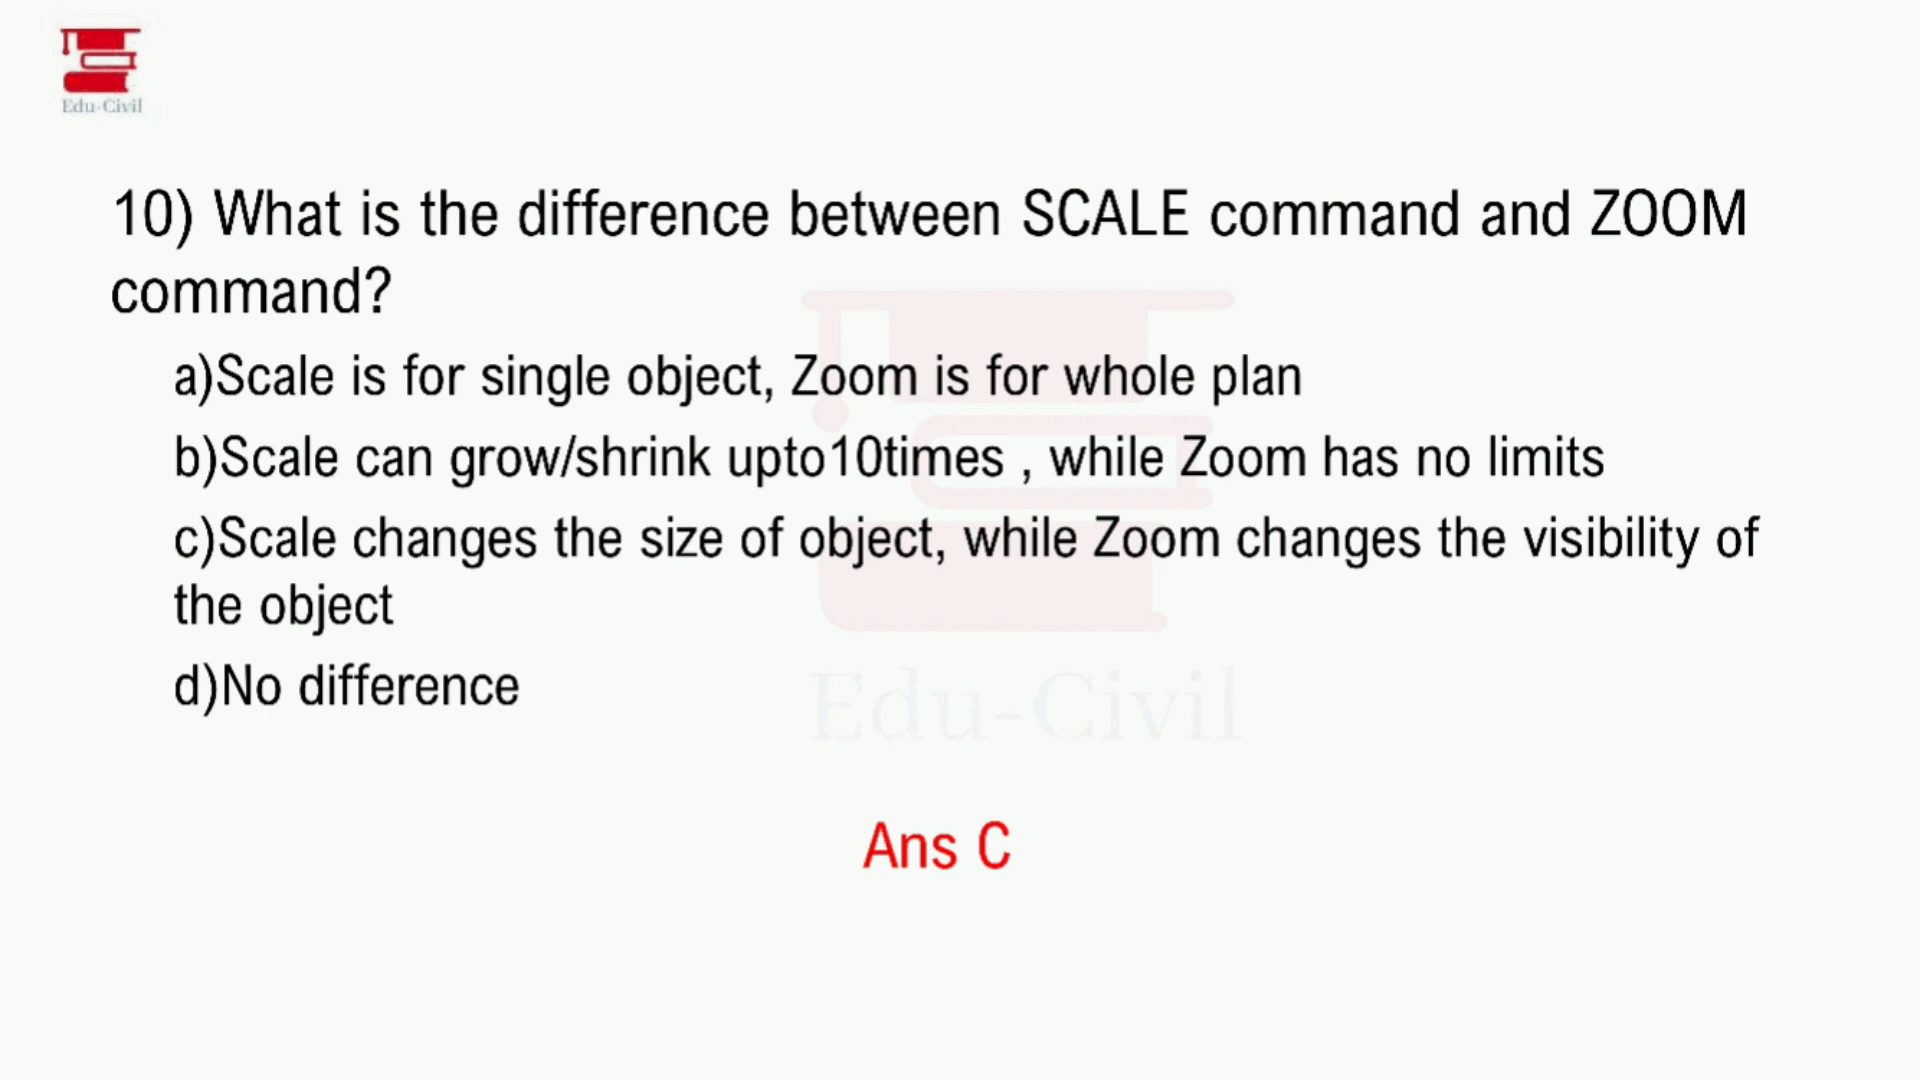 Edu-Civil
10) What is the difference between SCALE command and ZOOM
command?
a)Scale is for single object, Zoom is for whole plan
b)Scale can grow/shrink upto10times , while Zoom has no limits
c)Scale changes the size of object, while Zoom changes the visibility of
the object
d)No difference
Edu-Civil
Ans C